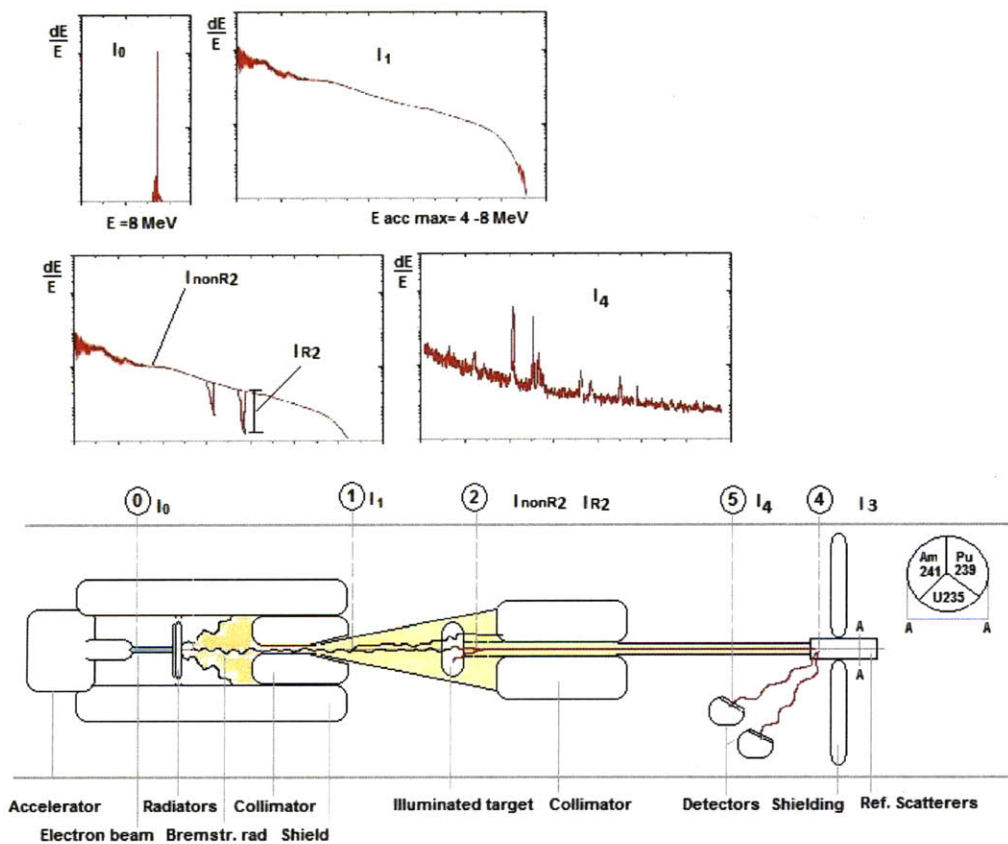 dE
E
I0
E =8 MeV
dE
E
I1
E acc max= 4 -8 MeV
dE
E
InonR2
IR2
dE
E
I4
0 I0
1 I1
2 InonR2 IR2
5 I4
4 I3
Am
241
Pu
239
U235
A A
A
A
Accelerator Radiators Collimator Illuminated target Collimator Detectors Shielding Ref. Scatterers
Electron beam Bremstr. rad Shield